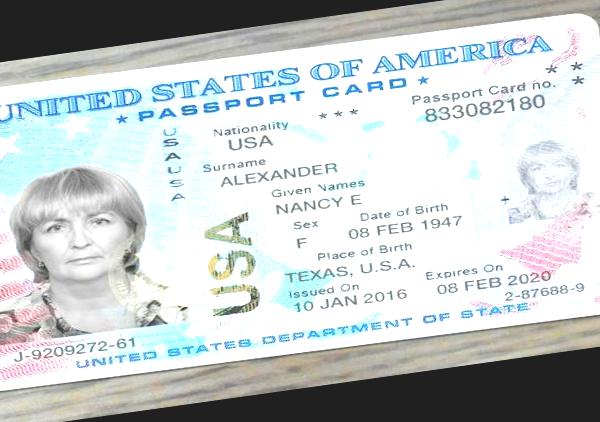 UNITED STATES OF AMERICA
★ PASSPORT CARD ★
Passport Card no.
833082180
* * *
* *
*
U
S
A
U
S
A
Nationality
USA
Surname
ALEXANDER
Given Names
NANCY E
Sex
F
Date of Birth
08 FEB 1947
Place of Birth
TEXAS, U.S.A.
Issued On
10 JAN 2016
Expires On
08 FEB 2020
2-87688-9
USA
J-9209272-61
UNITED STATES DEPARTMENT OF STATE